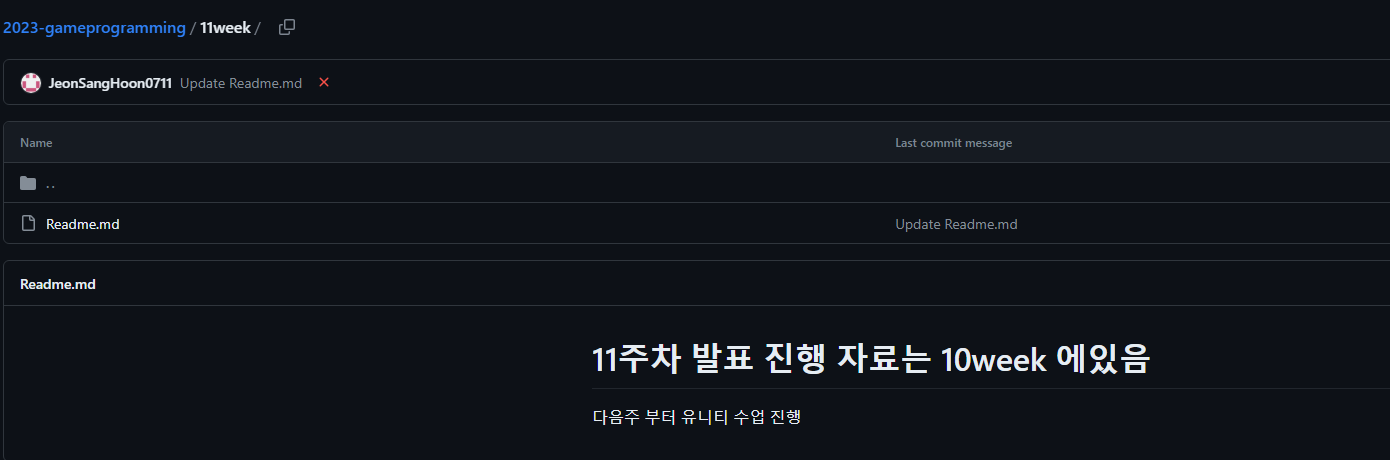 2023-gameprogramming / 11week /
JeonSangHoon0711 Update Readme.md
Name Last commit message
..
Readme.md Update Readme.md
Readme.md
11주차 발표 진행 자료는 10week 에있음
다음주 부터 유니티 수업 진행